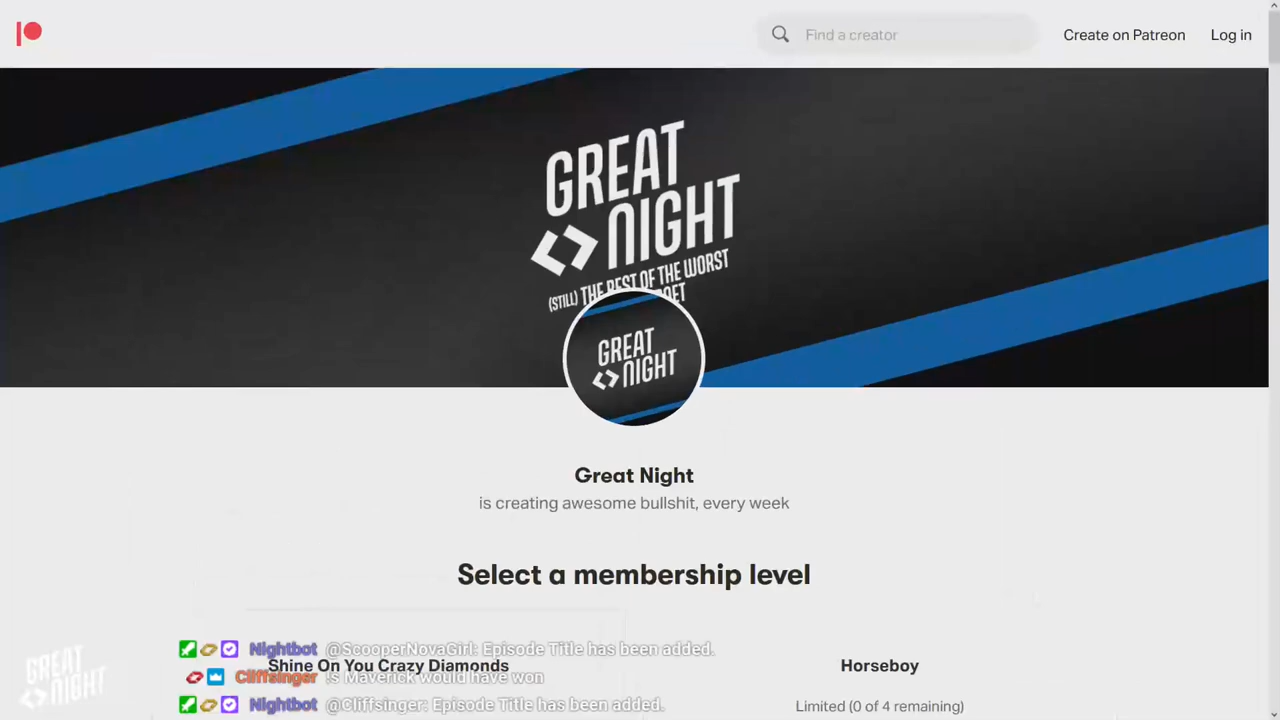 Find a creator
Create on Patreon
Log in
GREAT
NIGHT
(STILL) THE BEST OF THE WORST
GREAT
NIGHT
Great Night
is creating awesome bullshit, every week
Select a membership level
Nightbot @ScooperNovaGirl: Episode Title has been added.
Shine On You Crazy Diamonds
Horseboy
Cliffsinger is Maverick would have won
Nightbot @Cliffsinger: Episode Title has been added.
Limited (0 of 4 remaining)
GREAT
NIGHT